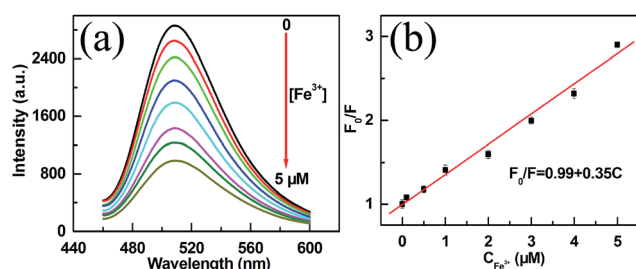 (a)
Intensity (a.u.)
2400
1600
800
0
440 480 520 560 600
Wavelength (nm)
0
[Fe³⁺]
5 μM
(b)
F₀/F
3
2
1
0 1 2 3 4 5
C_Fe³⁺ (μM)
F₀/F=0.99+0.35C